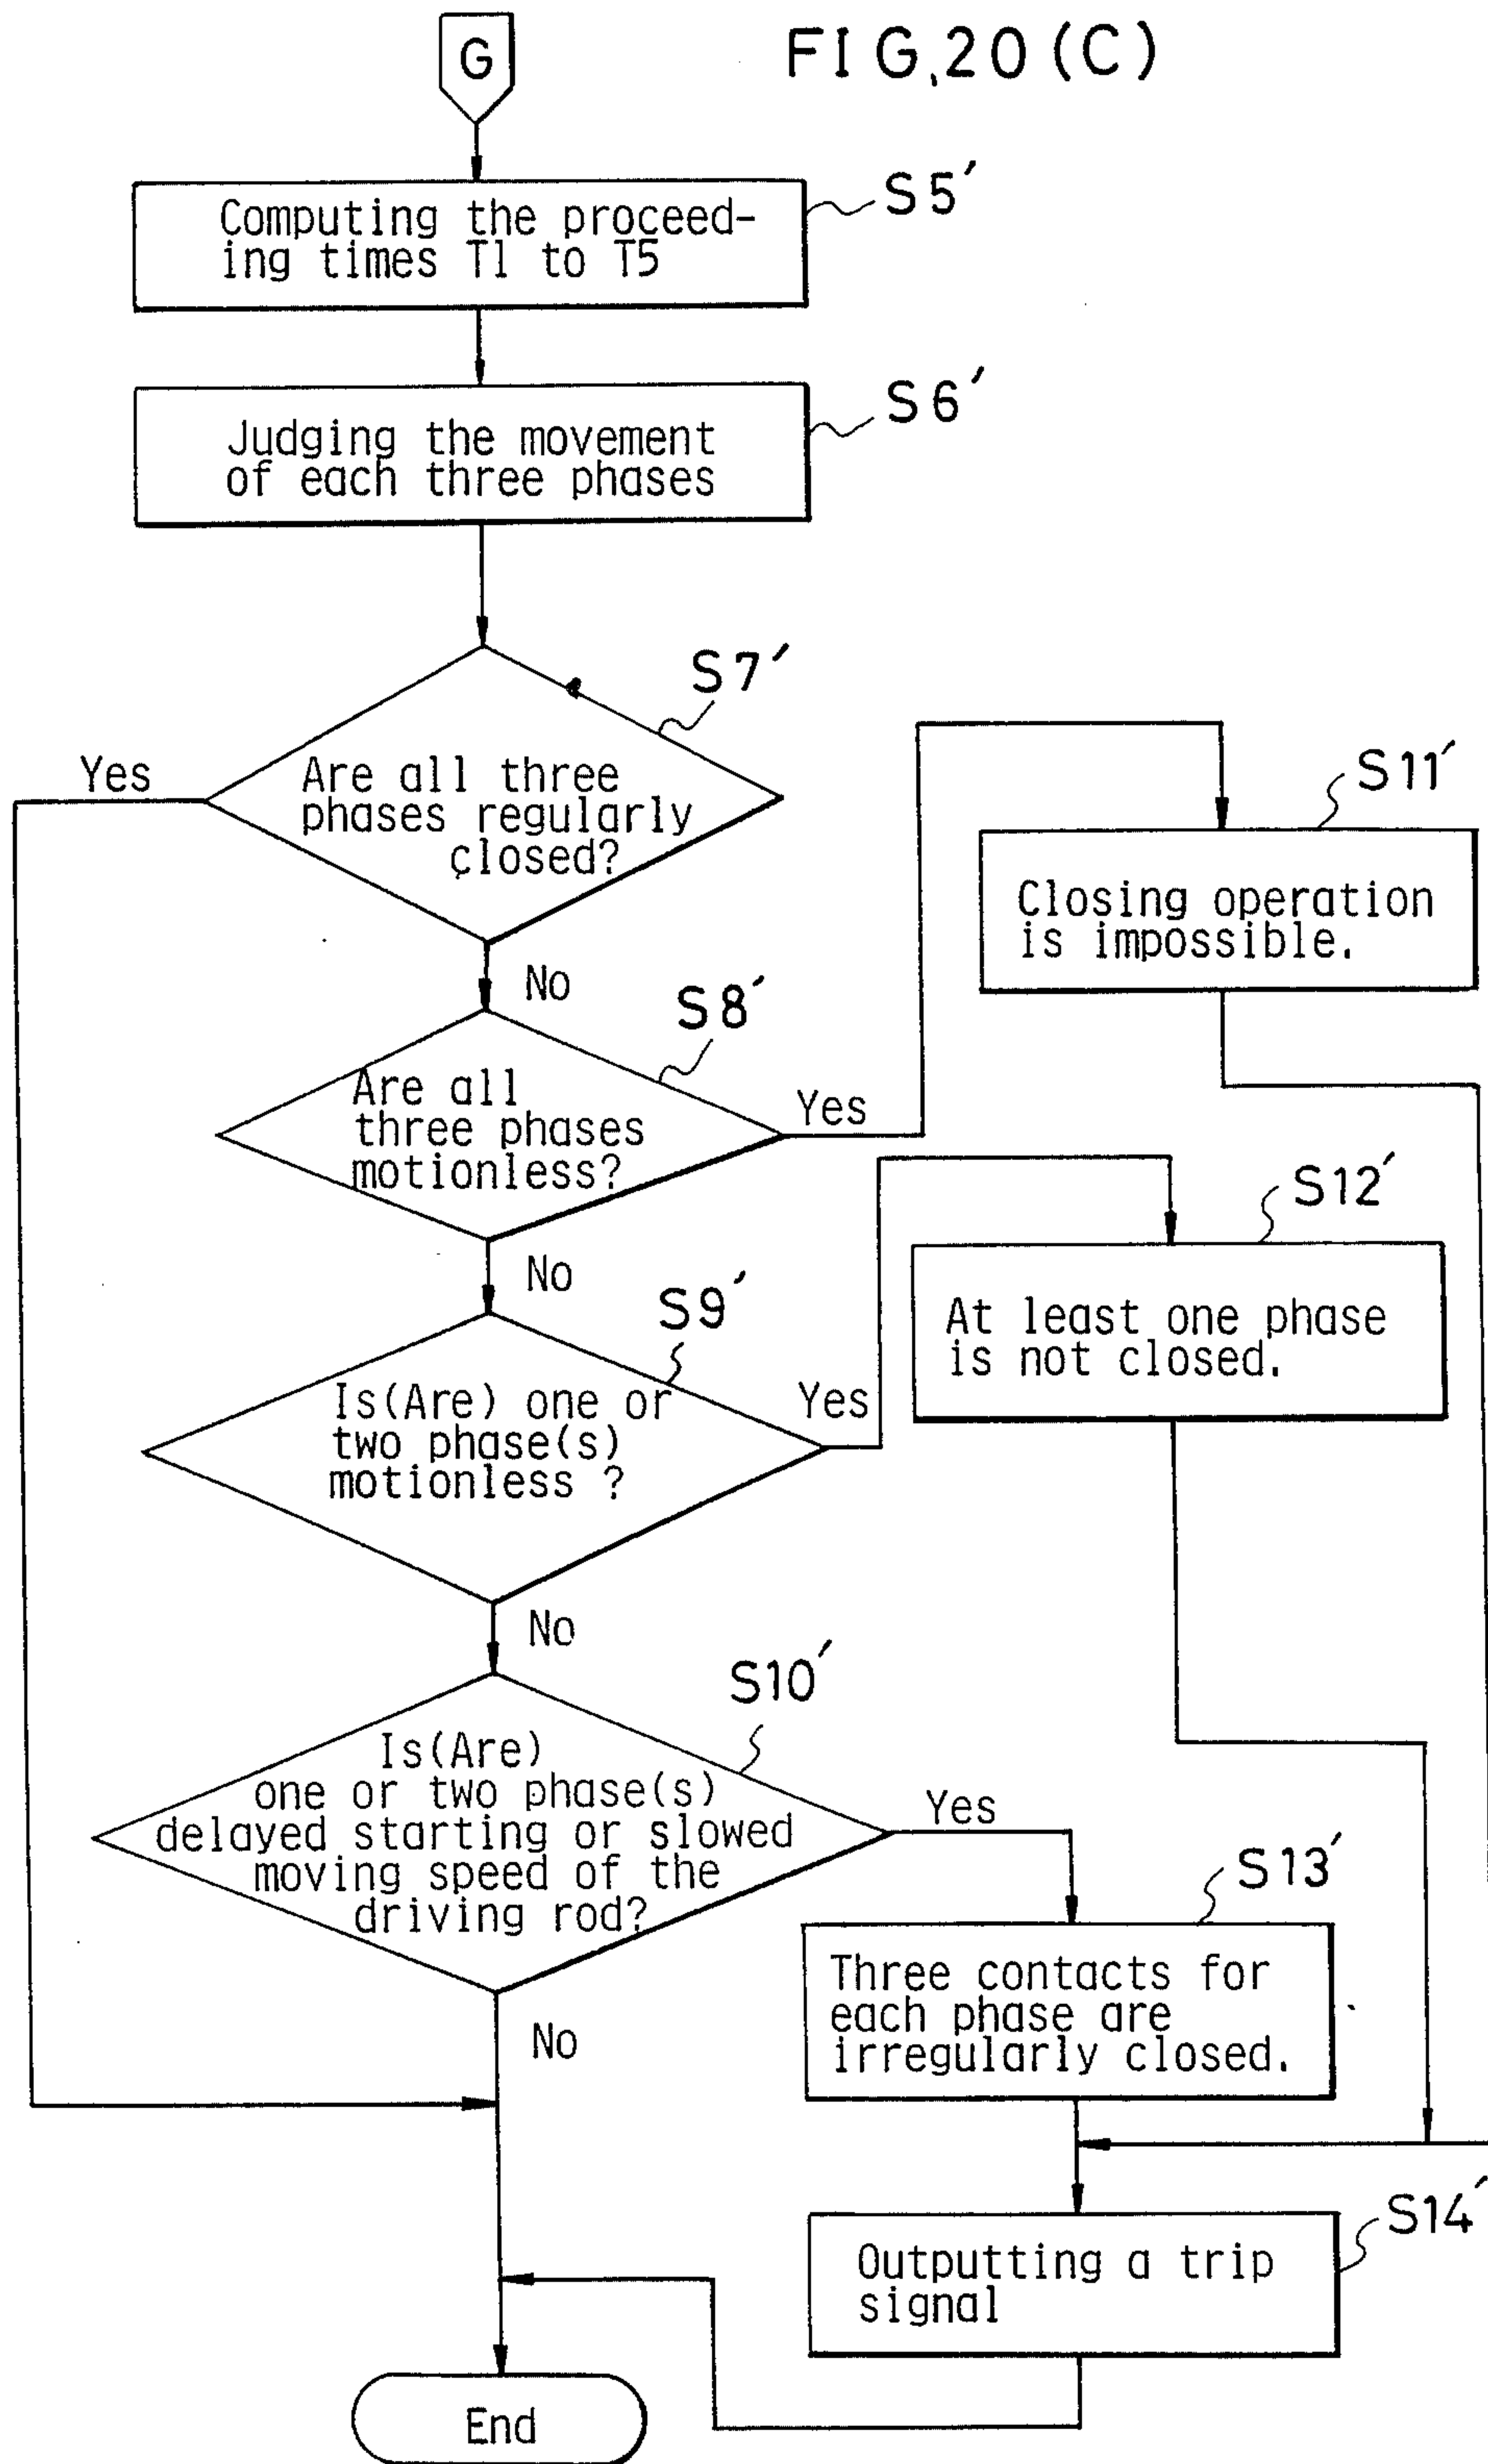 FIG.20 (C)
G
S5′
Computing the proceed-
ing times T1 to T5
S6′
Judging the movement
of each three phases
S7′
Yes
Are all three
phases regularly
closed?
No
S11′
Closing operation
is impossible.
S8′
Are all
three phases
motionless?
Yes
No
S12′
At least one phase
is not closed.
S9′
Is(Are) one or
two phase(s)
motionless ?
Yes
No
S10′
Is(Are)
one or two phase(s)
delayed starting or slowed
moving speed of the
driving rod?
Yes
No
S13′
Three contacts for
each phase are
irregularly closed.
S14′
Outputting a trip
signal
End